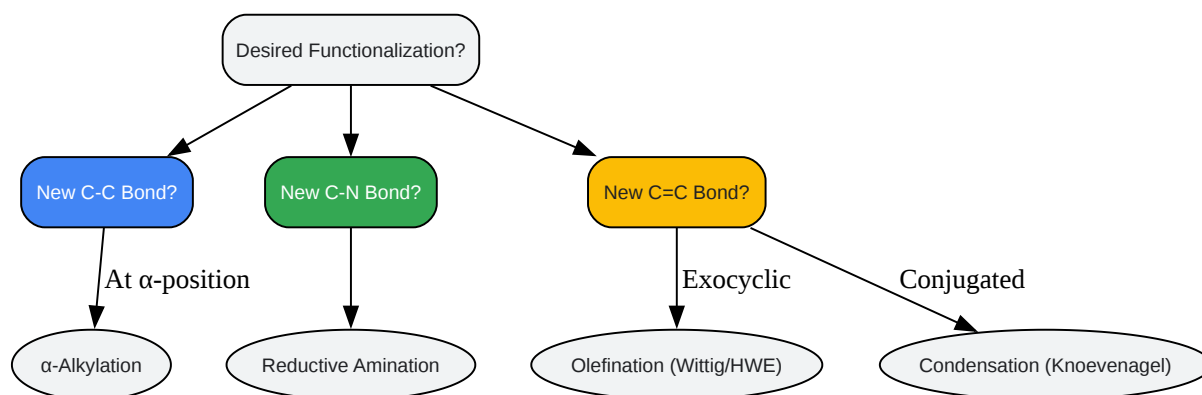 Desired Functionalization?
New C-C Bond?
New C-N Bond?
New C=C Bond?
At α-position
Exocyclic
Conjugated
α-Alkylation
Reductive Amination
Olefination (Wittig/HWE)
Condensation (Knoevenagel)